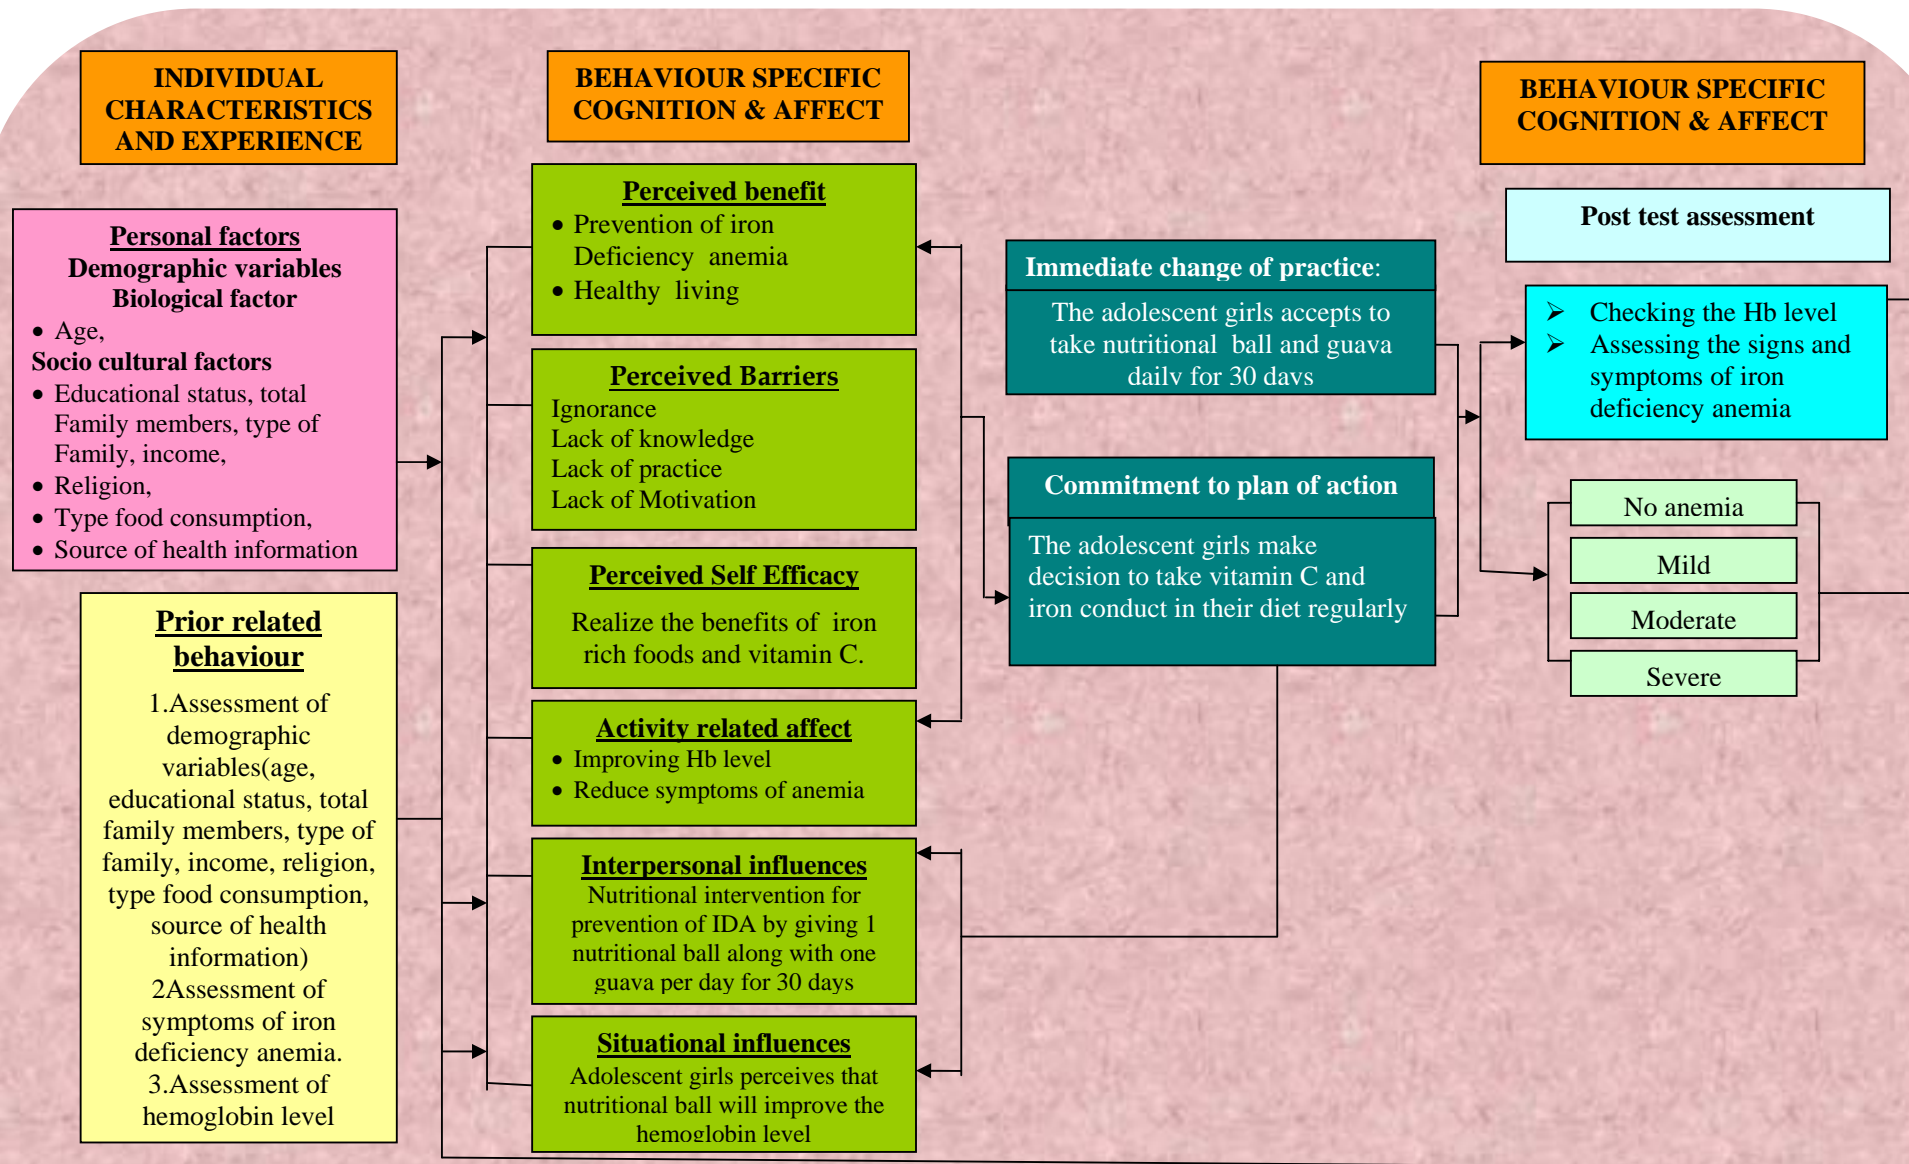 INDIVIDUAL
CHARACTERISTICS
AND EXPERIENCE
Personal factors
Demographic variables
Biological factor
• Age,
Socio cultural factors
• Educational status, total
Family members, type of
Family, income,
• Religion,
• Type food consumption,
• Source of health information
Prior related
behaviour
1.Assessment of
demographic
variables(age,
educational status, total
family members, type of
family, income, religion,
type food consumption,
source of health
information)
2Assessment of
symptoms of iron
deficiency anemia.
3.Assessment of
hemoglobin level
BEHAVIOUR SPECIFIC
COGNITION & AFFECT
Perceived benefit
• Prevention of iron
Deficiency anemia
• Healthy living
Perceived Barriers
Ignorance
Lack of knowledge
Lack of practice
Lack of Motivation
Perceived Self Efficacy
Realize the benefits of iron
rich foods and vitamin C.
Activity related affect
• Improving Hb level
• Reduce symptoms of anemia
Interpersonal influences
Nutritional intervention for
prevention of IDA by giving 1
nutritional ball along with one
guava per day for 30 days
Situational influences
Adolescent girls perceives that
nutritional ball will improve the
hemoglobin level
Immediate change of practice:
The adolescent girls accepts to
take nutritional ball and guava
daily for 30 days
Commitment to plan of action
The adolescent girls make
decision to take vitamin C and
iron conduct in their diet regularly
BEHAVIOUR SPECIFIC
COGNITION & AFFECT
Post test assessment
➢ Checking the Hb level
➢ Assessing the signs and
symptoms of iron
deficiency anemia
No anemia
Mild
Moderate
Severe